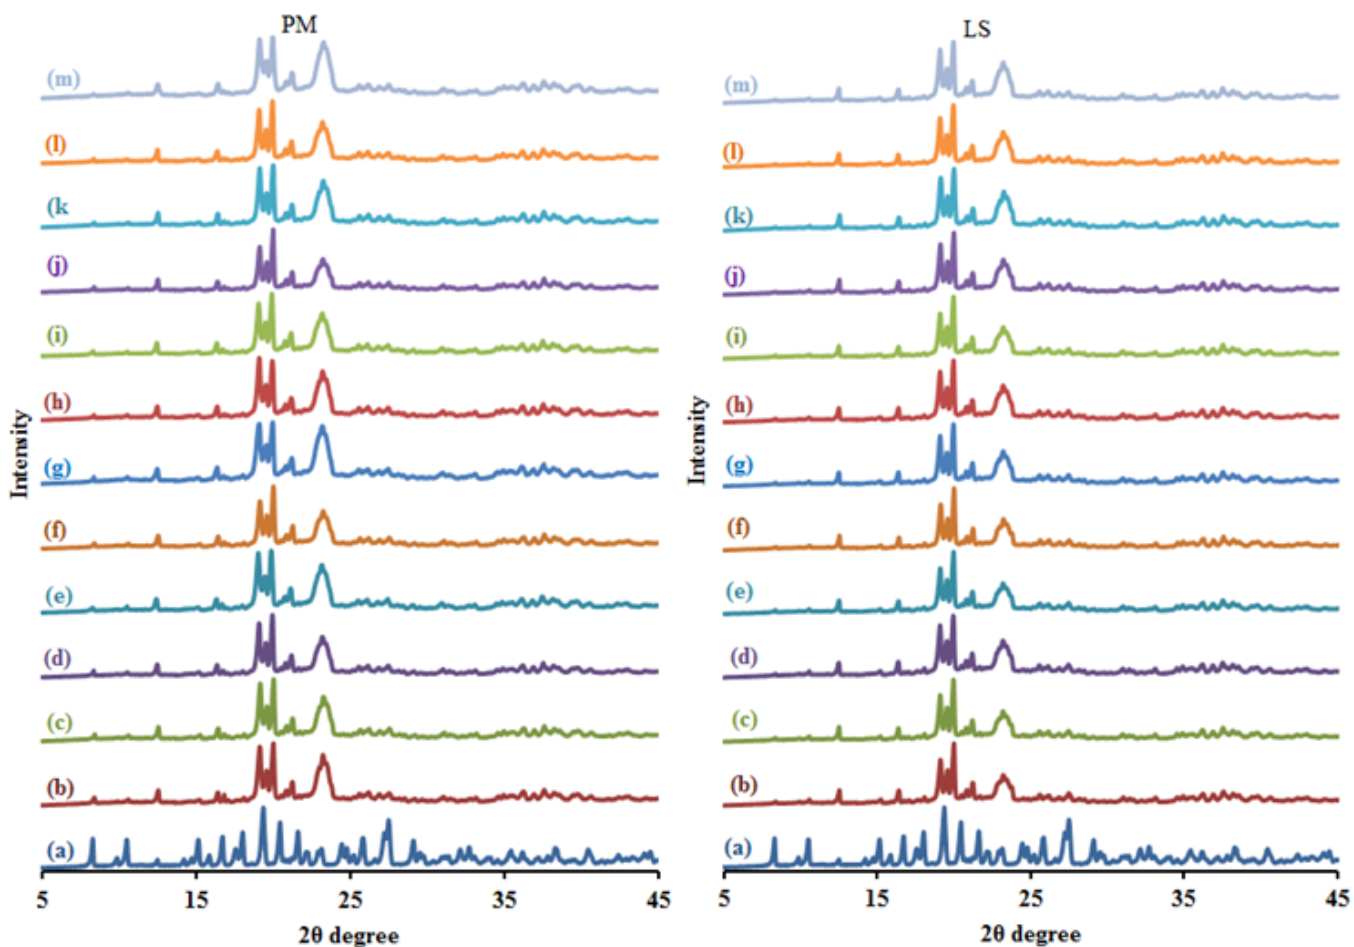 PM
(m)
(l)
(k
(j)
(i)
(h)
(g)
(f)
(e)
(d)
(c)
(b)
(a)
Intensity
5 15 25 35 45
2θ degree
LS
(m)
(l)
(k)
(j)
(i)
(h)
(g)
(f)
(e)
(d)
(c)
(b)
(a)
Intensity
5 15 25 35 45
2θ degree